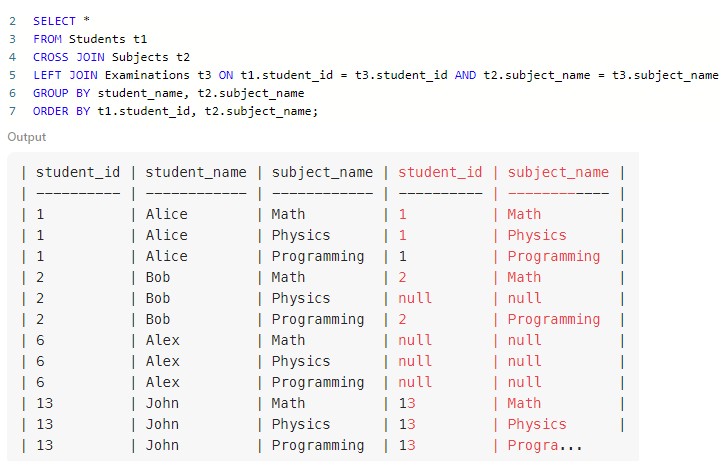 2 SELECT *
3 FROM Students t1
4 CROSS JOIN Subjects t2
5 LEFT JOIN Examinations t3 ON t1.student_id = t3.student_id AND t2.subject_name = t3.subject_name
6 GROUP BY student_name, t2.subject_name
7 ORDER BY t1.student_id, t2.subject_name;
Output
| student_id | student_name | subject_name | student_id | subject_name |
| ---------- | ------------ | ------------ | ---------- | ------------ |
| 1 | Alice | Math | 1 | Math |
| 1 | Alice | Physics | 1 | Physics |
| 1 | Alice | Programming | 1 | Programming |
| 2 | Bob | Math | 2 | Math |
| 2 | Bob | Physics | null | null |
| 2 | Bob | Programming | 2 | Programming |
| 6 | Alex | Math | null | null |
| 6 | Alex | Physics | null | null |
| 6 | Alex | Programming | null | null |
| 13 | John | Math | 13 | Math |
| 13 | John | Physics | 13 | Physics |
| 13 | John | Programming | 13 | Progra...